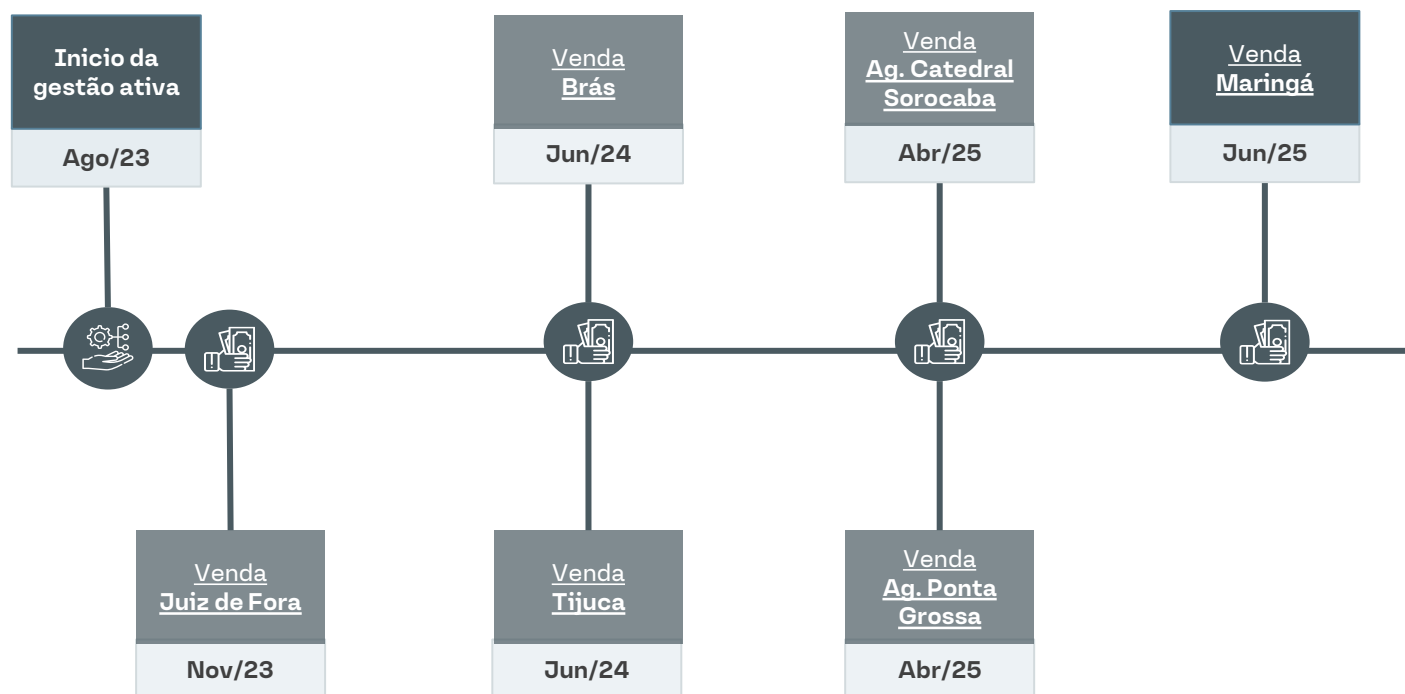 Inicio da
gestão ativa
Ago/23
Venda
Brás
Jun/24
Venda
Ag. Catedral
Sorocaba
Abr/25
Venda
Maringá
Jun/25
Venda
Juiz de Fora
Nov/23
Venda
Tijuca
Jun/24
Venda
Ag. Ponta
Grossa
Abr/25